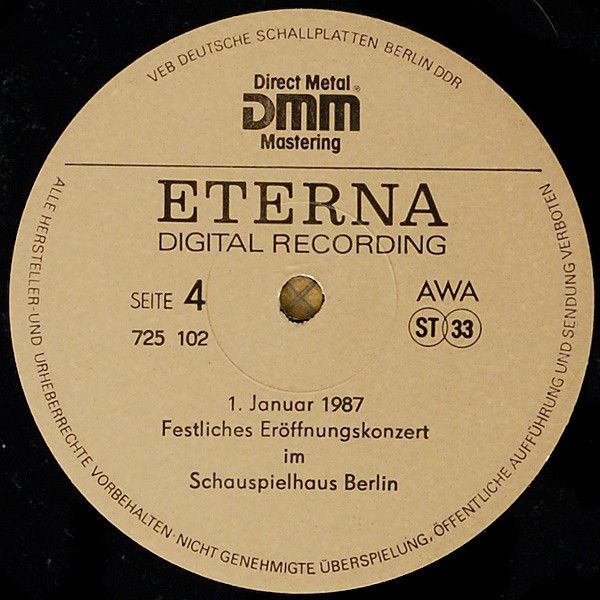 VEB DEUTSCHE SCHALLPLATTEN BERLIN DDR
Direct Metal
DMM®
Mastering
ETERNA
DIGITAL RECORDING
SEITE 4
AWA
725 102
ST 33
1. Januar 1987
Festliches Eröffnungskonzert
im
Schauspielhaus Berlin
ALLE HERSTELLER- UND URHEBERRECHTE VORBEHALTEN · NICHT GENEHMIGTE ÜBERSPIELUNG, ÖFFENTLICHE AUFFÜHRUNG UND SENDUNG VERBOTEN